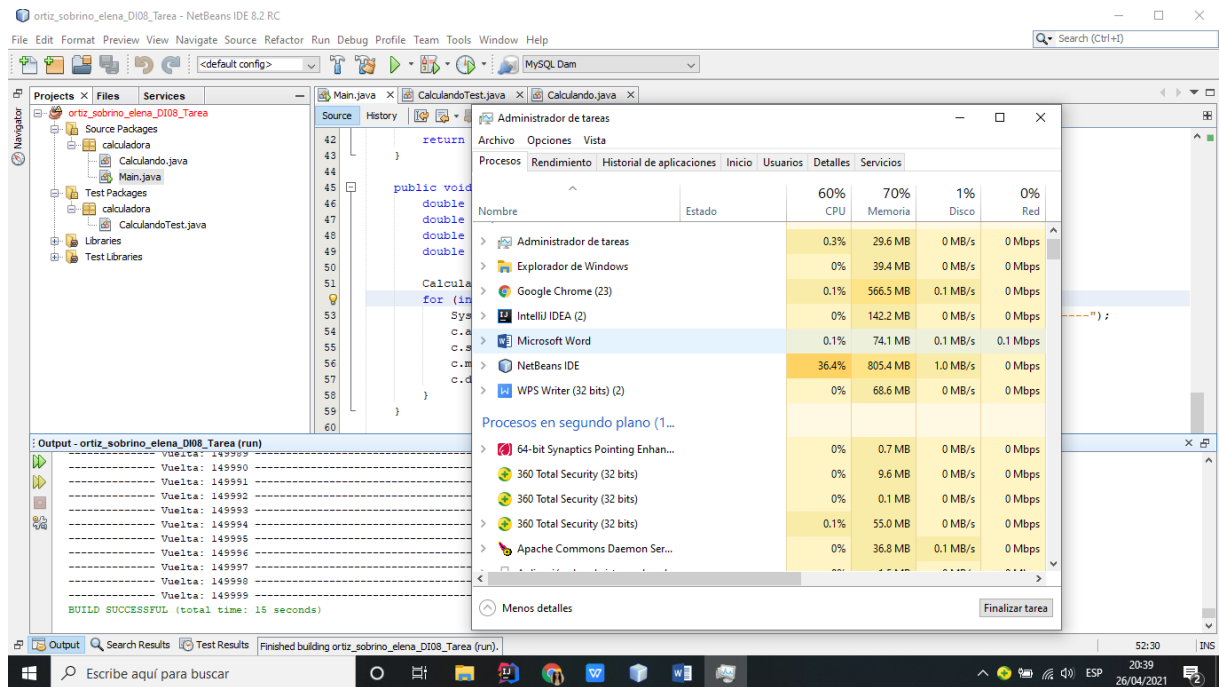 ortiz_sobrino_elena_DI08_Tarea - NetBeans IDE 8.2 RC
File Edit Format Preview View Navigate Source Refactor Run Debug Profile Team Tools Window Help
Search (Ctrl+I)
<default config>
MySQL Dam
Projects Files Services
Navigator
ortiz_sobrino_elena_DI08_Tarea
Source Packages
calculadora
Calculando.java
Main.java
Test Packages
calculadora
CalculandoTest.java
Libraries
Test Libraries
Main.java CalculandoTest.java Calculando.java
Source History
42 return
43 }
44
45 public void
46 double
47 double
48 double
49 double
50
51 Calcula
for (in
53 Sys ----");
54 c.a
55 c.s
56 c.m
57 c.d
58 }
59 }
60
Administrador de tareas
Archivo Opciones Vista
Procesos Rendimiento Historial de aplicaciones Inicio Usuarios Detalles Servicios
60% 70% 1% 0%
Nombre Estado CPU Memoria Disco Red
Administrador de tareas 0.3% 29.6 MB 0 MB/s 0 Mbps
Explorador de Windows 0% 39.4 MB 0 MB/s 0 Mbps
Google Chrome (23) 0.1% 566.5 MB 0.1 MB/s 0 Mbps
IntelliJ IDEA (2) 0% 142.2 MB 0 MB/s 0 Mbps
Microsoft Word 0.1% 74.1 MB 0.1 MB/s 0.1 Mbps
NetBeans IDE 36.4% 805.4 MB 1.0 MB/s 0 Mbps
WPS Writer (32 bits) (2) 0% 68.6 MB 0 MB/s 0 Mbps
Procesos en segundo plano (1...
64-bit Synaptics Pointing Enhan... 0% 0.7 MB 0 MB/s 0 Mbps
360 Total Security (32 bits) 0% 9.6 MB 0 MB/s 0 Mbps
360 Total Security (32 bits) 0% 0.1 MB 0 MB/s 0 Mbps
360 Total Security (32 bits) 0.1% 55.0 MB 0 MB/s 0 Mbps
Apache Commons Daemon Ser... 0% 36.8 MB 0.1 MB/s 0 Mbps
Menos detalles
Finalizar tarea
Output - ortiz_sobrino_elena_DI08_Tarea (run)
------------- Vuelta: 149989 ----------------
------------- Vuelta: 149990 ----------------
------------- Vuelta: 149991 ----------------
------------- Vuelta: 149992 ----------------
------------- Vuelta: 149993 ----------------
------------- Vuelta: 149994 ----------------
------------- Vuelta: 149995 ----------------
------------- Vuelta: 149996 ----------------
------------- Vuelta: 149997 ----------------
------------- Vuelta: 149998 ----------------
------------- Vuelta: 149999 ----------------
BUILD SUCCESSFUL (total time: 15 seconds)
Output Search Results Test Results Finished building ortiz_sobrino_elena_DI08_Tarea (run).
52:30 INS
Escribe aquí para buscar
ESP
20:39
26/04/2021
2